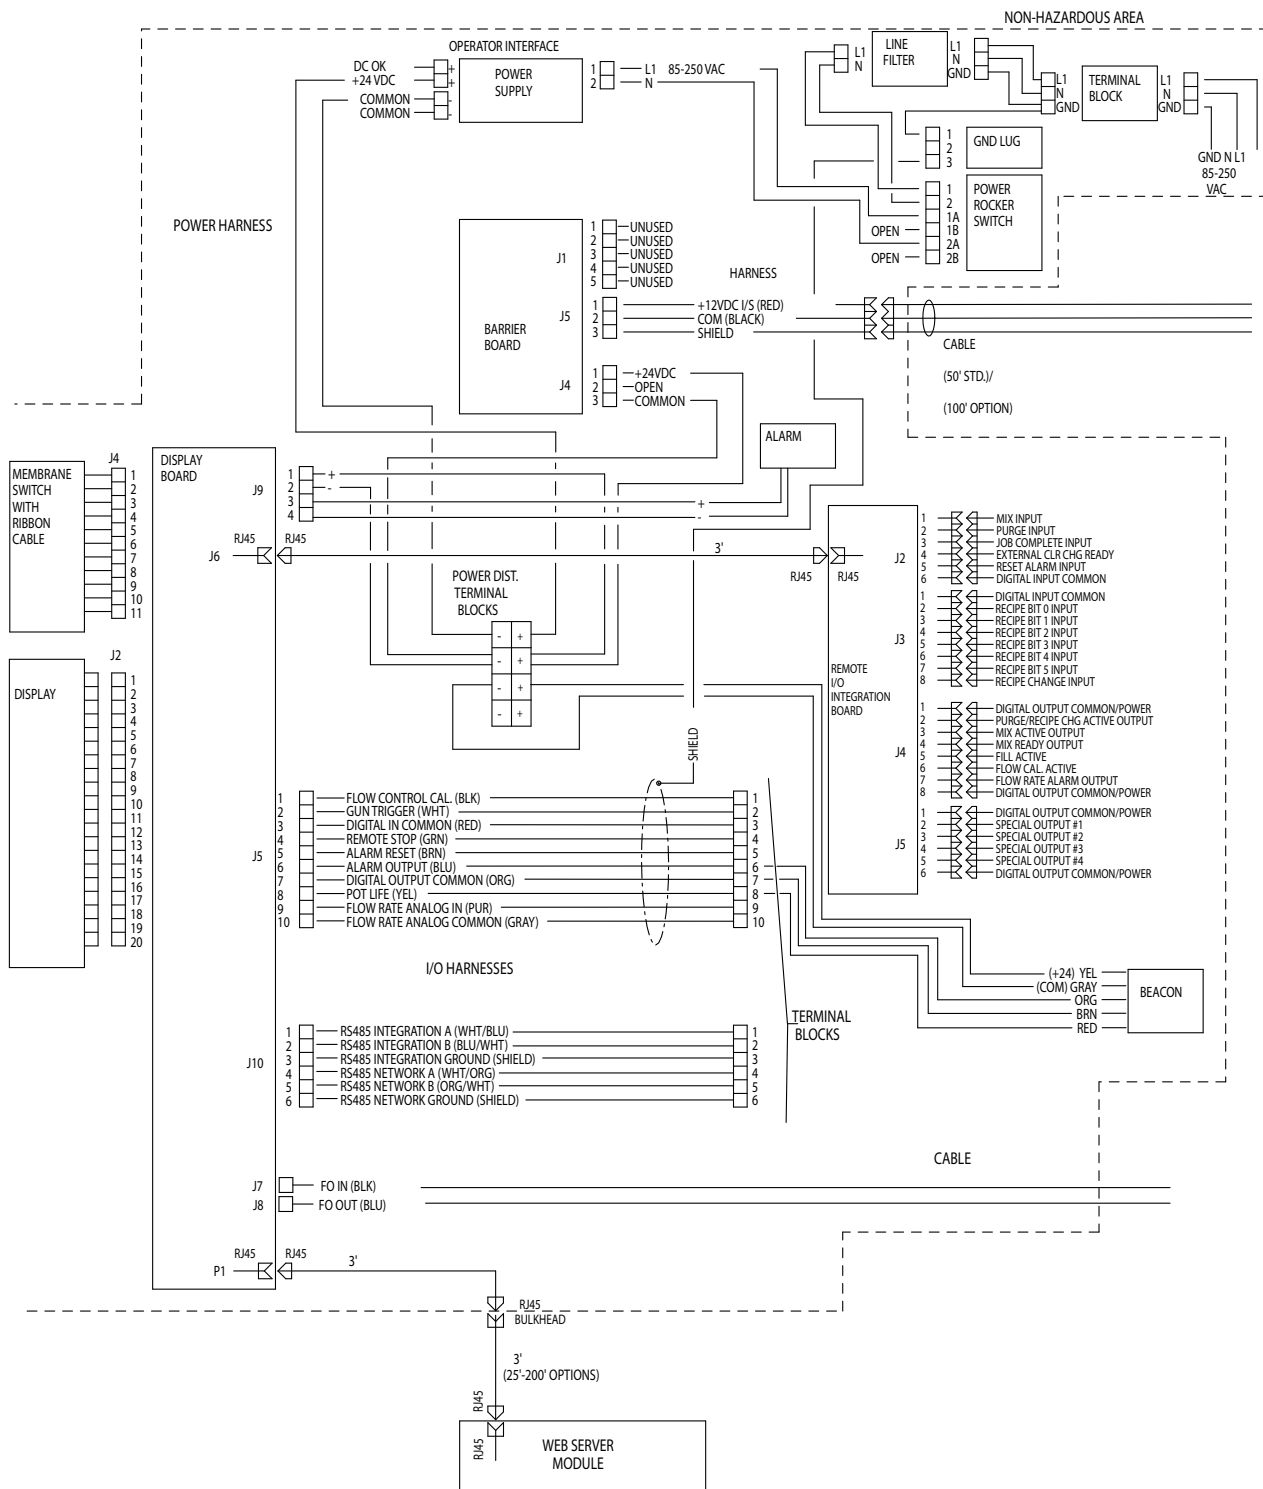 NON-HAZARDOUS AREA
OPERATOR INTERFACE
DC OK
+24 VDC
COMMON
COMMON
+
+
-
-
POWER
SUPPLY
1
2
L1 85-250 VAC
N
L1
N
LINE
FILTER
L1
N
GND
L1
N
GND
TERMINAL
BLOCK
L1
N
GND
GND N L1
85-250
VAC
1
2
3
GND LUG
1
2
1A
1B
2A
2B
OPEN
OPEN
POWER
ROCKER
SWITCH
POWER HARNESS
BARRIER
BOARD
J1
1 UNUSED
2 UNUSED
3 UNUSED
4 UNUSED
5 UNUSED
HARNESS
J5
1 +12VDC I/S (RED)
2 COM (BLACK)
3 SHIELD
J4
1 +24VDC
2 OPEN
3 COMMON
CABLE
(50' STD.)/
(100' OPTION)
ALARM
MEMBRANE
SWITCH
WITH
RIBBON
CABLE
J4
1
2
3
4
5
6
7
8
9
10
11
DISPLAY
BOARD
J9
1 +
2 -
3 +
4 -
J6
RJ45
RJ45
3'
RJ45
RJ45
POWER DIST.
TERMINAL
BLOCKS
- +
- +
- +
- +
SHIELD
DISPLAY
J2
1
2
3
4
5
6
7
8
9
10
11
12
13
14
15
16
17
18
19
20
REMOTE
I/O
INTEGRATION
BOARD
J2
1 MIX INPUT
2 PURGE INPUT
3 JOB COMPLETE INPUT
4 EXTERNAL CLR CHG READY
5 RESET ALARM INPUT
6 DIGITAL INPUT COMMON
J3
1 DIGITAL INPUT COMMON
2 RECIPE BIT 0 INPUT
3 RECIPE BIT 1 INPUT
4 RECIPE BIT 2 INPUT
5 RECIPE BIT 3 INPUT
6 RECIPE BIT 4 INPUT
7 RECIPE BIT 5 INPUT
8 RECIPE CHANGE INPUT
J4
1 DIGITAL OUTPUT COMMON/POWER
2 PURGE/RECIPE CHG ACTIVE OUTPUT
3 MIX ACTIVE OUTPUT
4 MIX READY OUTPUT
5 FILL ACTIVE
6 FLOW CAL. ACTIVE
7 FLOW RATE ALARM OUTPUT
8 DIGITAL OUTPUT COMMON/POWER
J5
1 DIGITAL OUTPUT COMMON/POWER
2 SPECIAL OUTPUT #1
3 SPECIAL OUTPUT #2
4 SPECIAL OUTPUT #3
5 SPECIAL OUTPUT #4
6 DIGITAL OUTPUT COMMON/POWER
J5
1 FLOW CONTROL CAL. (BLK) 1
2 GUN TRIGGER (WHT) 2
3 DIGITAL IN COMMON (RED) 3
4 REMOTE STOP (GRN) 4
5 ALARM RESET (BRN) 5
6 ALARM OUTPUT (BLU) 6
7 DIGITAL OUTPUT COMMON (ORG) 7
8 POT LIFE (YEL) 8
9 FLOW RATE ANALOG IN (PUR) 9
10 FLOW RATE ANALOG COMMON (GRAY) 10
I/O HARNESSES
(+24) YEL
(COM) GRAY
ORG
BRN
RED
BEACON
TERMINAL
BLOCKS
J10
1 RS485 INTEGRATION A (WHT/BLU) 1
2 RS485 INTEGRATION B (BLU/WHT) 2
3 RS485 INTEGRATION GROUND (SHIELD) 3
4 RS485 NETWORK A (WHT/ORG) 4
5 RS485 NETWORK B (ORG/WHT) 5
6 RS485 NETWORK GROUND (SHIELD) 6
CABLE
J7 FO IN (BLK)
J8 FO OUT (BLU)
P1
RJ45
RJ45
3'
RJ45
BULKHEAD
3'
(25'-200' OPTIONS)
RJ45
RJ45
WEB SERVER
MODULE